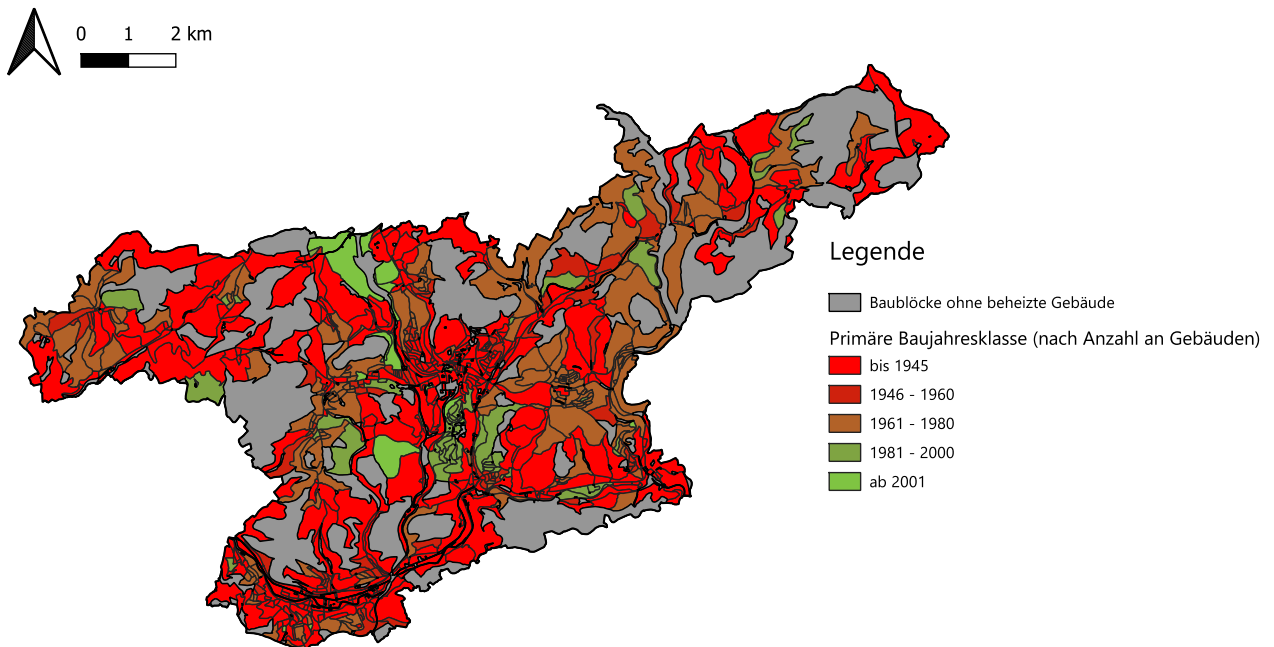 0 1 2 km
Legende
Baublöcke ohne beheizte Gebäude
Primäre Baujahresklasse (nach Anzahl an Gebäuden)
bis 1945
1946 - 1960
1961 - 1980
1981 - 2000
ab 2001